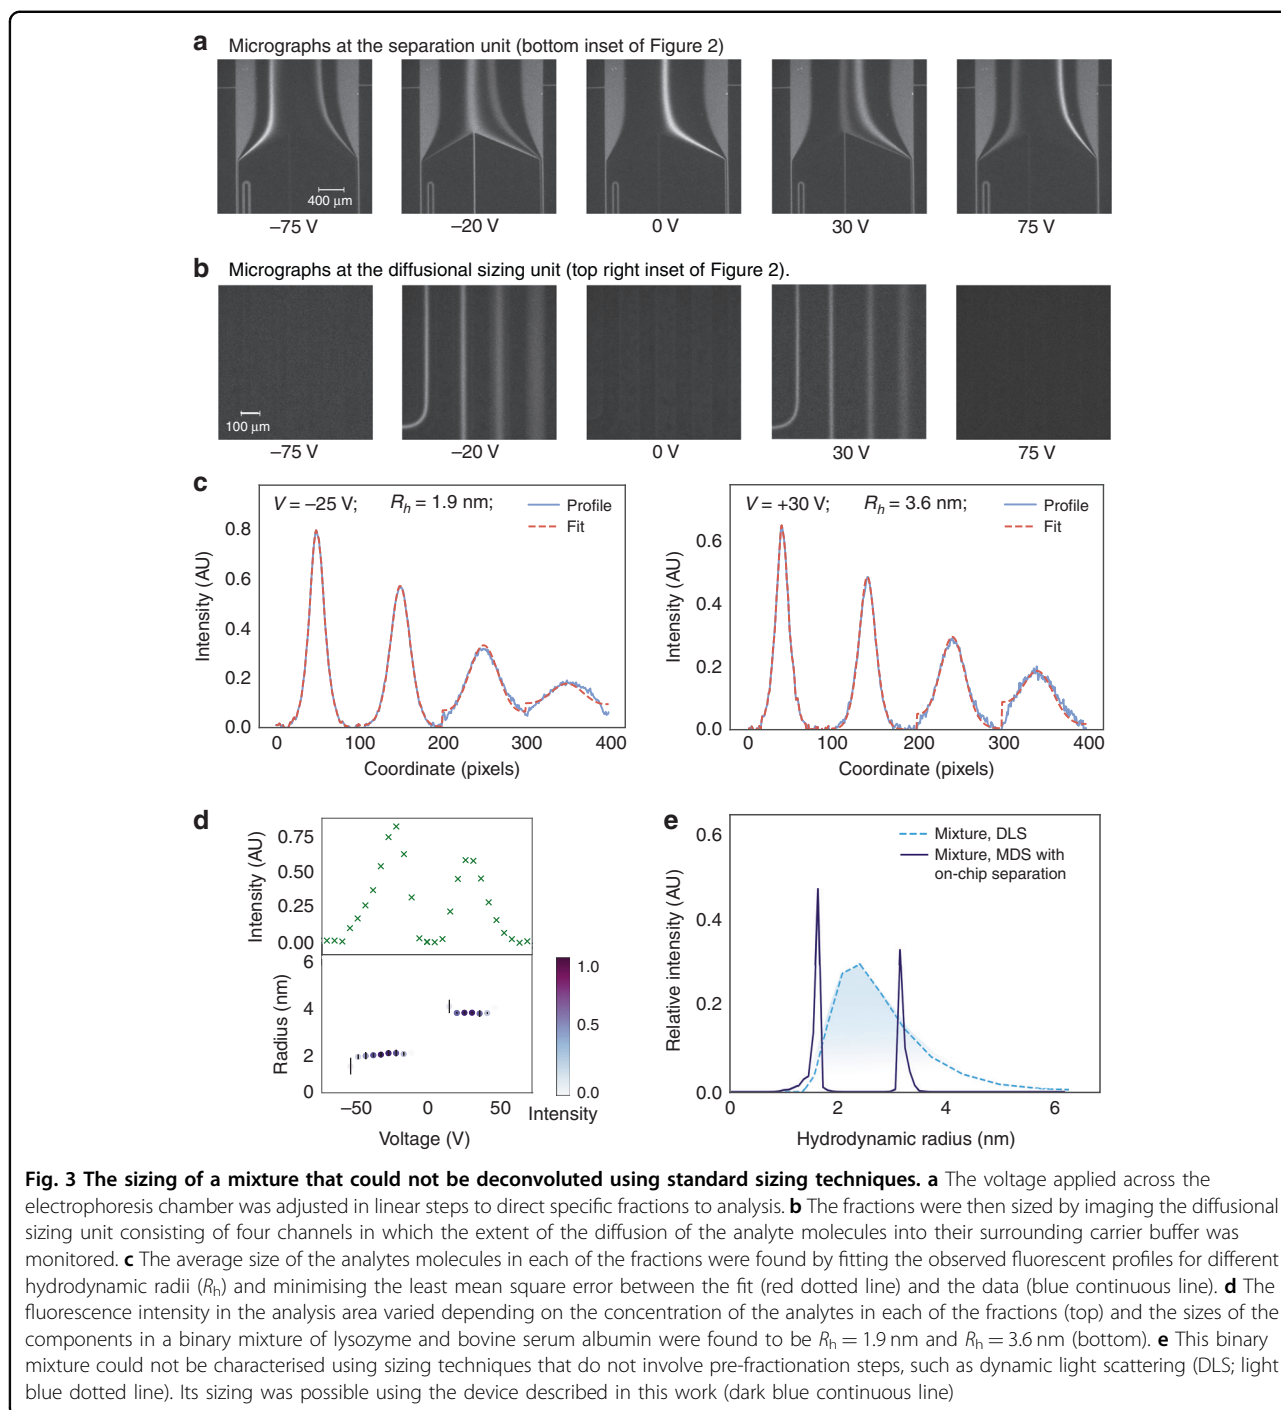 a Micrographs at the separation unit (bottom inset of Figure 2)
400 μm
–75 V –20 V 0 V 30 V 75 V
b Micrographs at the diffusional sizing unit (top right inset of Figure 2).
100 μm
–75 V –20 V 0 V 30 V 75 V
c
V = –25 V; Rh = 1.9 nm;
Profile
Fit
0.8
0.6
0.4
0.2
0.0
Intensity (AU)
0 100 200 300 400
Coordinate (pixels)
V = +30 V; Rh = 3.6 nm;
Profile
Fit
0.6
0.4
0.2
0.0
Intensity (AU)
0 100 200 300 400
Coordinate (pixels)
d
0.75
0.50
0.25
0.00
Intensity (AU)
6
4
2
0
Radius (nm)
–50 0 50
Voltage (V)
1.0
0.5
0.0
Intensity
e
Mixture, DLS
Mixture, MDS with
on-chip separation
0.6
0.4
0.2
0.0
Relative intensity (AU)
0 2 4 6
Hydrodynamic radius (nm)
Fig. 3 The sizing of a mixture that could not be deconvoluted using standard sizing techniques. a The voltage applied across the
electrophoresis chamber was adjusted in linear steps to direct specific fractions to analysis. b The fractions were then sized by imaging the diffusional
sizing unit consisting of four channels in which the extent of the diffusion of the analyte molecules into their surrounding carrier buffer was
monitored. c The average size of the analytes molecules in each of the fractions were found by fitting the observed fluorescent profiles for different
hydrodynamic radii (Rh) and minimising the least mean square error between the fit (red dotted line) and the data (blue continuous line). d The
fluorescence intensity in the analysis area varied depending on the concentration of the analytes in each of the fractions (top) and the sizes of the
components in a binary mixture of lysozyme and bovine serum albumin were found to be Rh = 1.9 nm and Rh = 3.6 nm (bottom). e This binary
mixture could not be characterised using sizing techniques that do not involve pre-fractionation steps, such as dynamic light scattering (DLS; light
blue dotted line). Its sizing was possible using the device described in this work (dark blue continuous line)